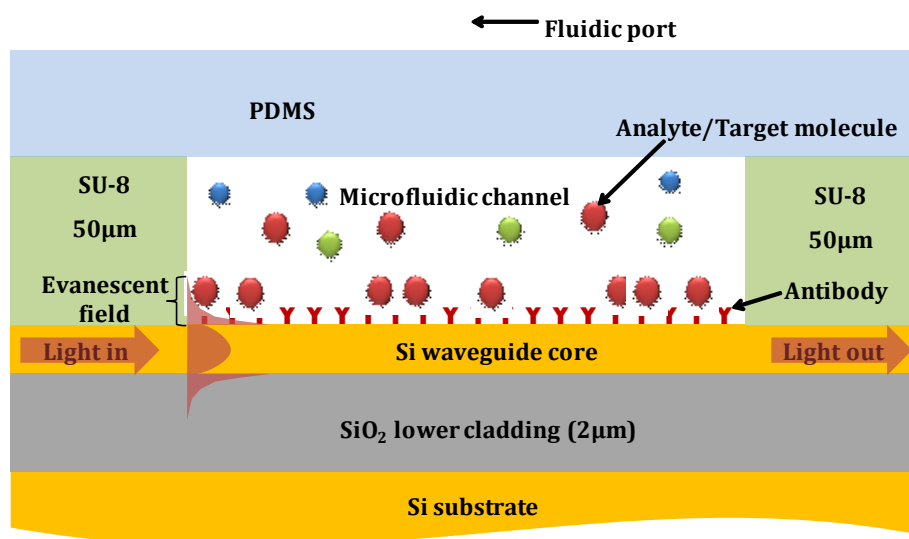 Fluidic port
PDMS
Analyte/Target molecule
SU-8
50μm
Microfluidic channel
SU-8
50μm
Evanescent
field
Antibody
Light in
Si waveguide core
Light out
SiO₂ lower cladding (2μm)
Si substrate